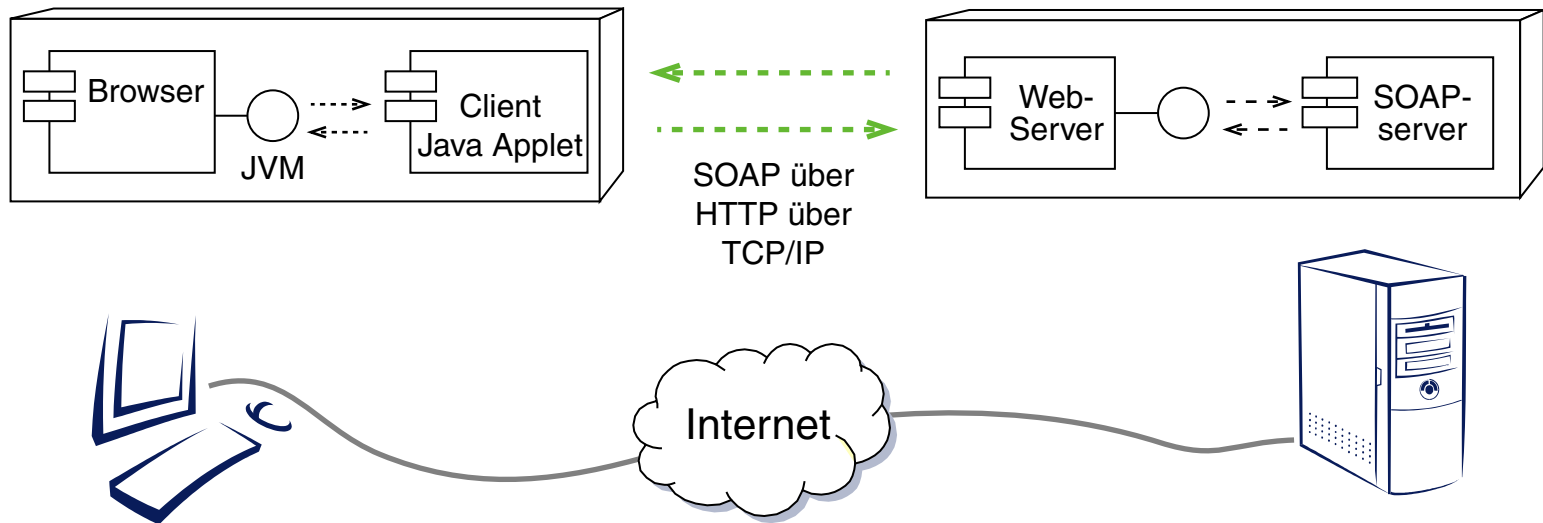 Browser
JVM
Client
Java Applet
SOAP über
HTTP über
TCP/IP
Web-
Server
SOAP-
server
Internet